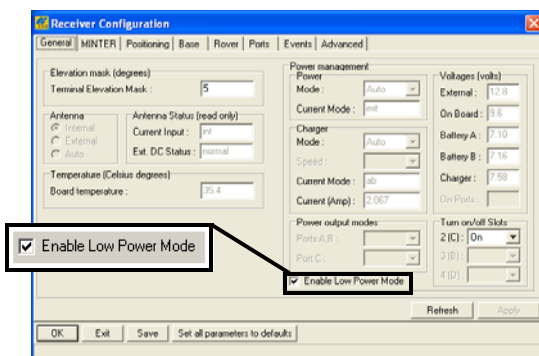 Receiver Configuration
General MINTER Positioning Base Rover Ports Events Advanced
Elevation mask (degrees)
Terminal Elevation Mask : 5
Antenna
Internal
External
Auto
Antenna Status (read only)
Current Input : int
Ext. DC Status : normal
Temperature (Celsius degrees)
Board temperature : 35.4
Power management
Power
Mode : Auto
Current Mode : ext
Charger
Mode : Auto
Speed :
Current Mode : ab
Current (Amp) : 2.067
Power output modes
Ports A,B :
Port C :
Enable Low Power Mode
Voltages (volts)
External : 12.8
On Board : 9.6
Battery A : 7.10
Battery B : 7.16
Charger : 7.58
On Ports :
Turn on/off Slots
2 (C) : On
3 (B) :
4 (D) :
Enable Low Power Mode
Refresh Apply
OK Exit Save Set all parameters to defaults